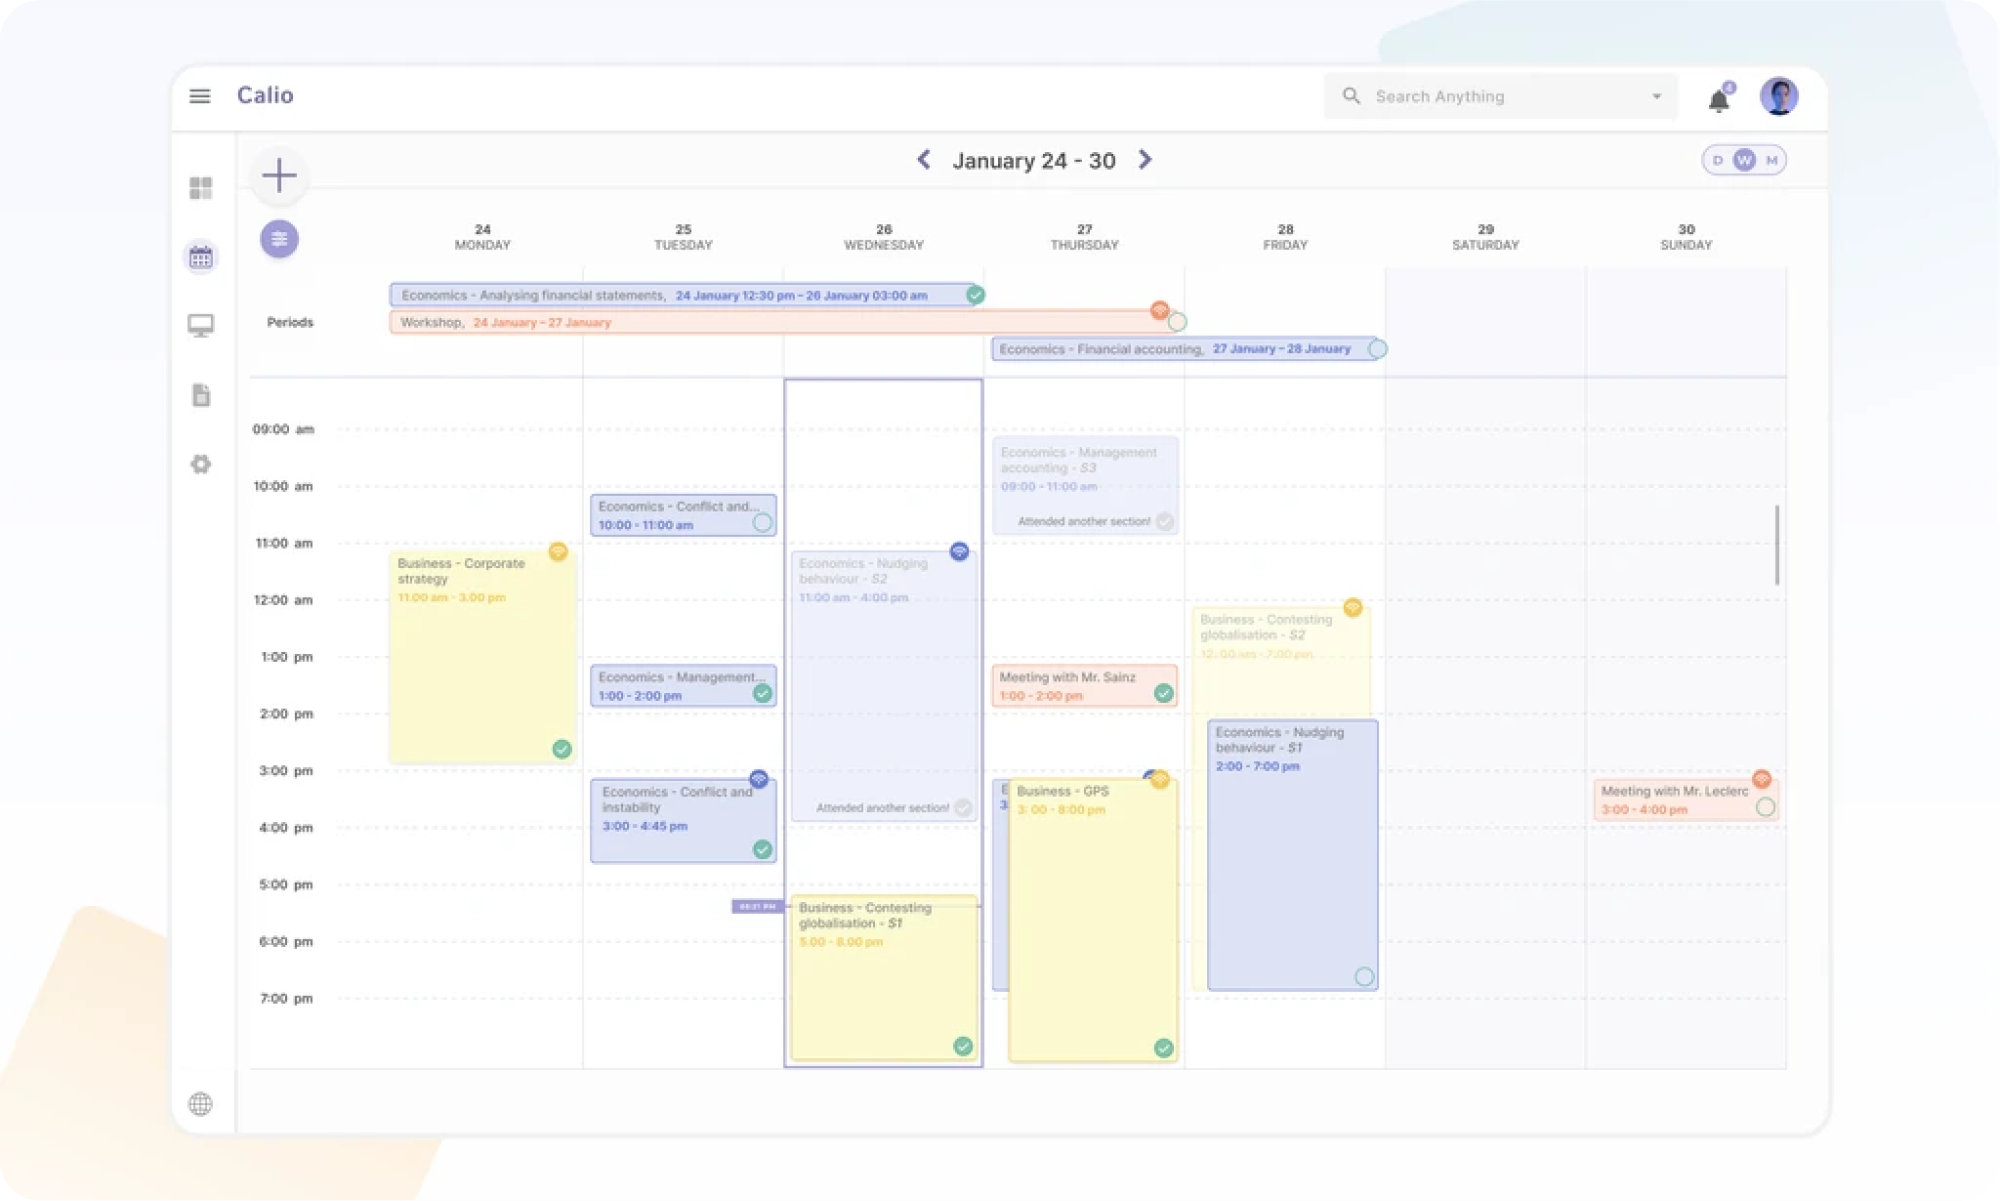 Calio
Search Anything
4
January 24 - 30
D W M
24
MONDAY
25
TUESDAY
26
WEDNESDAY
27
THURSDAY
28
FRIDAY
29
SATURDAY
30
SUNDAY
Periods
Economics - Analysing financial statements, 24 January 12:30 pm – 26 January 03:00 am
Workshop, 24 January – 27 January
Economics - Financial accounting, 27 January – 28 January
09:00 am
10:00 am
11:00 am
12:00 am
1:00 pm
2:00 pm
3:00 pm
4:00 pm
5:00 pm
6:00 pm
7:00 pm
Business - Corporate
strategy
11.00 am - 3.00 pm
Economics - Conflict and...
10:00 - 11:00 am
Economics - Management...
1:00 - 2:00 pm
Economics - Conflict and
instability
3:00 - 4:45 pm
Economics - Nudging
behaviour - S2
11:00 am - 4:00 pm
Attended another section!
Business - Contesting
globalisation - S1
5.00 - 8.00 pm
Economics - Management
accounting - S3
09:00 - 11:00 am
Attended another section!
Meeting with Mr. Sainz
1:00 - 2:00 pm
E
3
Business - GPS
3: 00 - 8:00 pm
Business - Contesting
globalisation - S2
12: 00 am - 7:00 pm
Economics - Nudging
behaviour - S1
2:00 - 7:00 pm
Meeting with Mr. Leclerc
3:00 - 4:00 pm